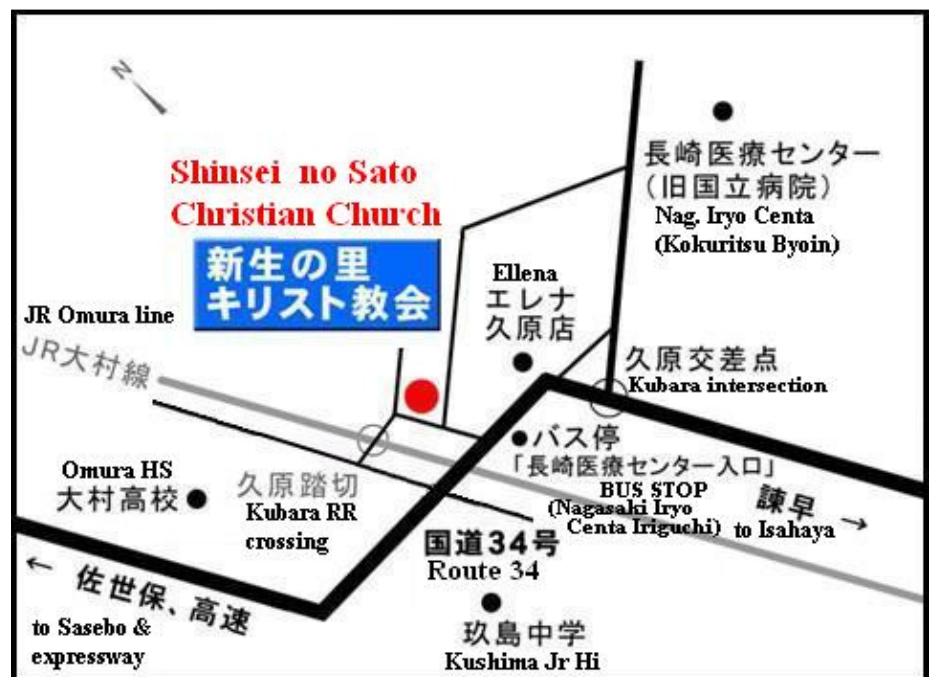 N
Shinsei no Sato
Christian Church
新生の里
キリスト教会
長崎医療センター
(旧国立病院)
Nag. Iryo Centa
(Kokuritsu Byoin)
Ellena
エレナ
久原店
JR Omura line
JR大村線
久原交差点
Kubara intersection
バス停
「長崎医療センター入口」
BUS STOP
(Nagasaki Iryo
Centa Iriguchi)
諫早 →
to Isahaya
Omura HS
大村高校
久原踏切
Kubara RR
crossing
国道34号
Route 34
← 佐世保、高速
to Sasebo &
expressway
玖島中学
Kushima Jr Hi